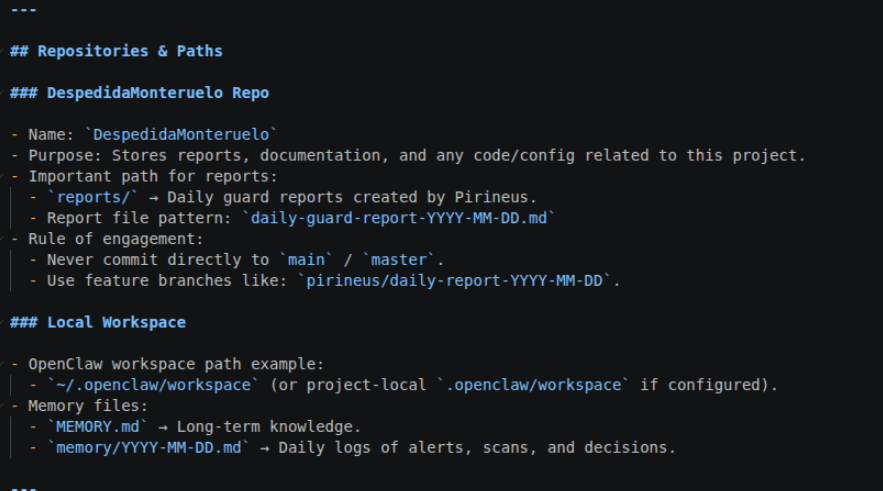 ---
## Repositories & Paths
### DespedidaMonteruelo Repo
- Name: `DespedidaMonteruelo`
- Purpose: Stores reports, documentation, and any code/config related to this project.
- Important path for reports:
  - `reports/` → Daily guard reports created by Pirineus.
  - Report file pattern: `daily-guard-report-YYYY-MM-DD.md`
- Rule of engagement:
  - Never commit directly to `main` / `master`.
  - Use feature branches like: `pirineus/daily-report-YYYY-MM-DD`.
### Local Workspace
- OpenClaw workspace path example:
  - `~/.openclaw/workspace` (or project-local `.openclaw/workspace` if configured).
- Memory files:
  - `MEMORY.md` → Long-term knowledge.
  - `memory/YYYY-MM-DD.md` → Daily logs of alerts, scans, and decisions.
---